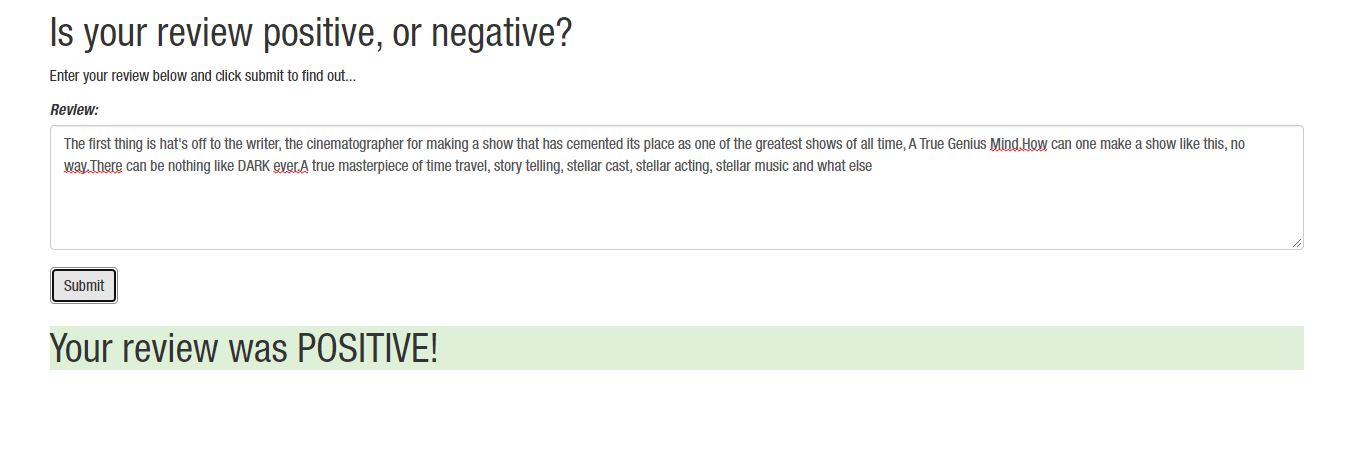 Is your review positive, or negative?
Enter your review below and click submit to find out...
Review:
The first thing is hat's off to the writer, the cinematographer for making a show that has cemented its place as one of the greatest shows of all time, A True Genius Mind.How can one make a show like this, no
way.There can be nothing like DARK ever.A true masterpiece of time travel, story telling, stellar cast, stellar acting, stellar music and what else
Submit
Your review was POSITIVE!